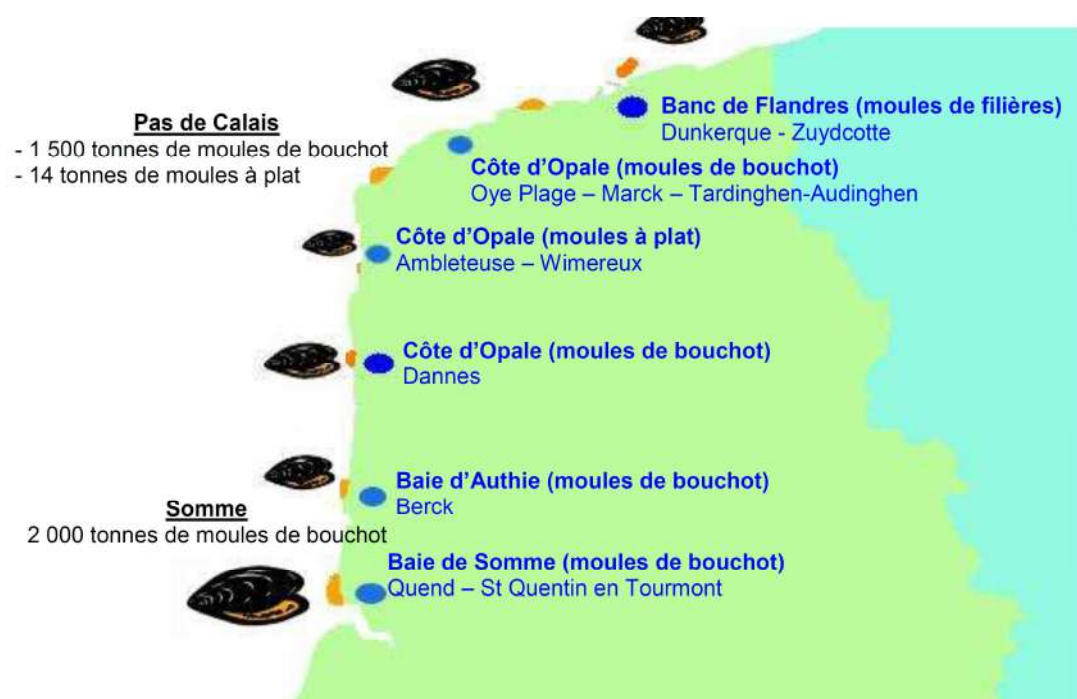 Banc de Flandres (moules de filières)
Dunkerque - Zuydcotte
Pas de Calais
- 1 500 tonnes de moules de bouchot
- 14 tonnes de moules à plat
Côte d’Opale (moules de bouchot)
Oye Plage – Marck – Tardinghen-Audinghen
Côte d’Opale (moules à plat)
Ambleteuse – Wimereux
Côte d’Opale (moules de bouchot)
Dannes
Baie d’Authie (moules de bouchot)
Berck
Somme
2 000 tonnes de moules de bouchot
Baie de Somme (moules de bouchot)
Quend – St Quentin en Tourmont